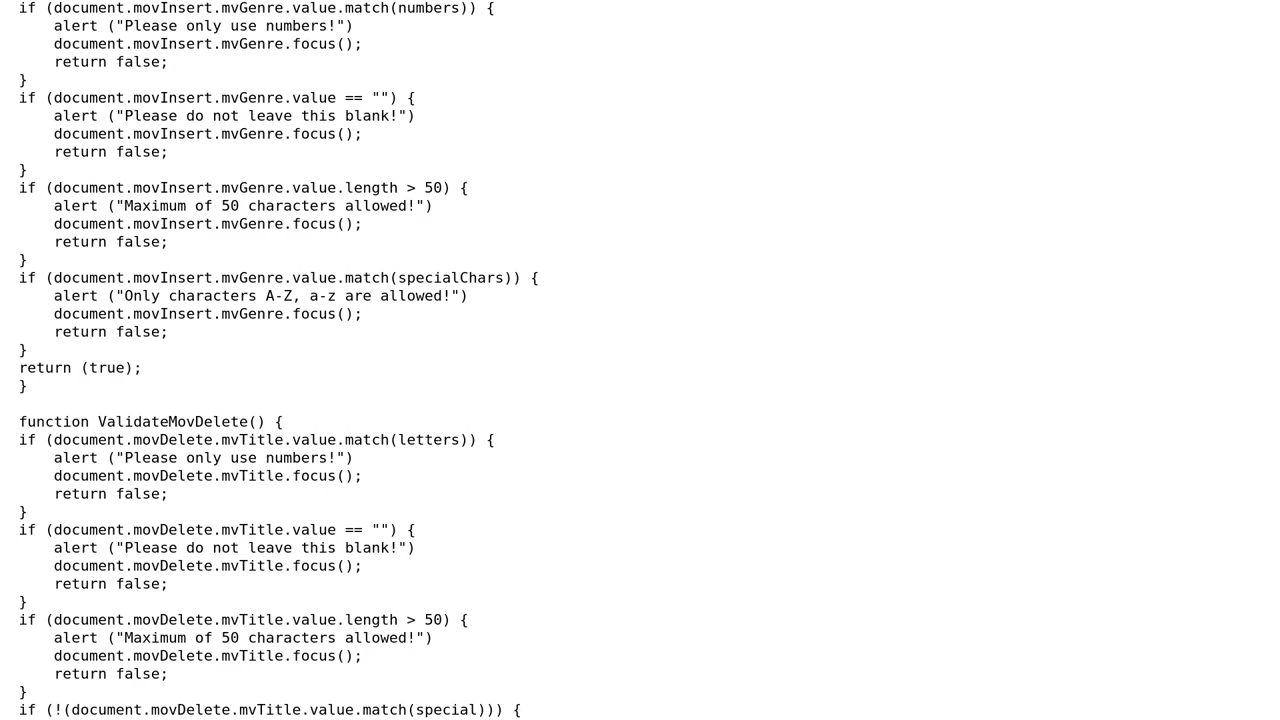 if (document.movInsert.mvGenre.value.match(numbers)) {
    alert ("Please only use numbers!")
    document.movInsert.mvGenre.focus();
    return false;
}
if (document.movInsert.mvGenre.value == "") {
    alert ("Please do not leave this blank!")
    document.movInsert.mvGenre.focus();
    return false;
}
if (document.movInsert.mvGenre.value.length > 50) {
    alert ("Maximum of 50 characters allowed!")
    document.movInsert.mvGenre.focus();
    return false;
}
if (document.movInsert.mvGenre.value.match(specialChars)) {
    alert ("Only characters A-Z, a-z are allowed!")
    document.movInsert.mvGenre.focus();
    return false;
}
return (true);
}

function ValidateMovDelete() {
if (document.movDelete.mvTitle.value.match(letters)) {
    alert ("Please only use numbers!")
    document.movDelete.mvTitle.focus();
    return false;
}
if (document.movDelete.mvTitle.value == "") {
    alert ("Please do not leave this blank!")
    document.movDelete.mvTitle.focus();
    return false;
}
if (document.movDelete.mvTitle.value.length > 50) {
    alert ("Maximum of 50 characters allowed!")
    document.movDelete.mvTitle.focus();
    return false;
}
if (!(document.movDelete.mvTitle.value.match(special))) {